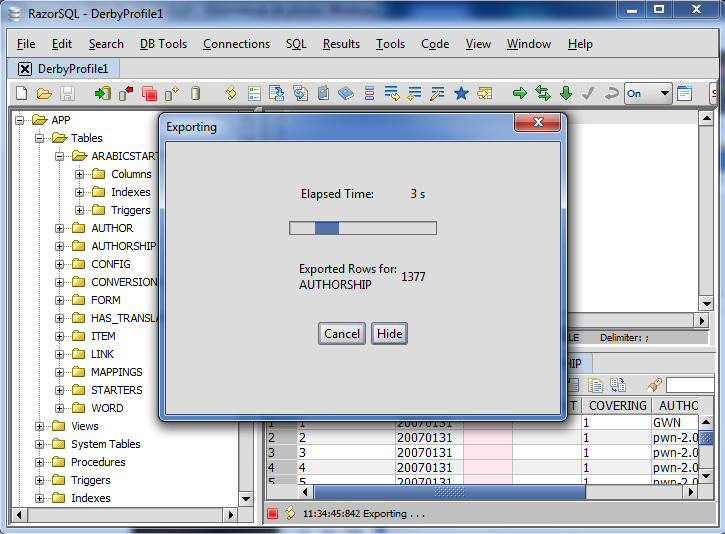 RazorSQL - DerbyProfile1
File Edit Search DB Tools Connections SQL Results Tools Code View Window Help
DerbyProfile1
On
APP
Tables
ARABICSTART
Columns
Indexes
Triggers
AUTHOR
AUTHORSHIP
CONFIG
CONVERSION
FORM
HAS_TRANSLA
ITEM
LINK
MAPPINGS
STARTERS
WORD
Views
System Tables
Procedures
Triggers
Indexes
Exporting
Elapsed Time: 3 s
Exported Rows for: 1377
AUTHORSHIP
Cancel Hide
Delimiter: ;
HIP
T COVERING AUTHO
1 1 20070131 1 GWN
2 2 20070131 1 pwn-2.0
3 3 20070131 1 pwn-2.0
4 4 20070131 1 pwn-2.0
5 5 20070131 1 pwn-2.0
11:34:45:842 Exporting . . .